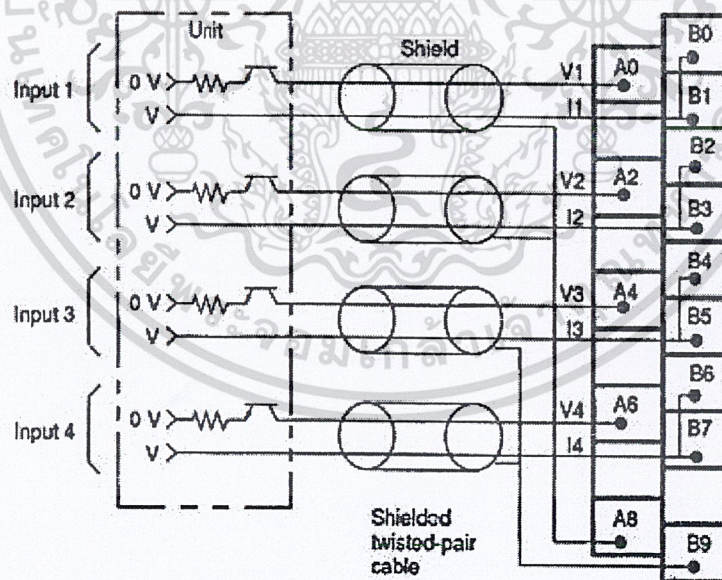 Unit
Shield
Input 1
0 V
V
V1
I1
A0
B0
B1
Input 2
0 V
V
V2
I2
A2
B2
B3
Input 3
0 V
V
V3
I3
A4
B4
B5
Input 4
0 V
V
V4
I4
A6
B6
B7
Shielded
twisted-pair
cable
A8
B9